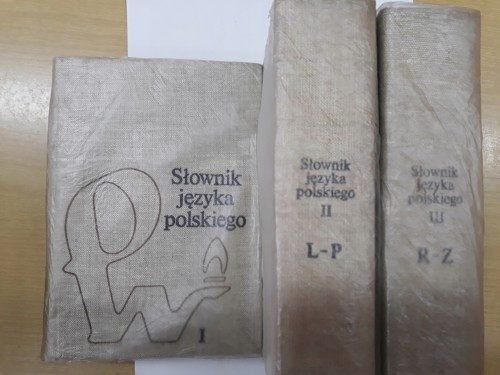 Słownik
języka
polskiego
I
Słownik
języka
polskiego
II
L-P
Słownik
języka
polskiego
III
R-Z